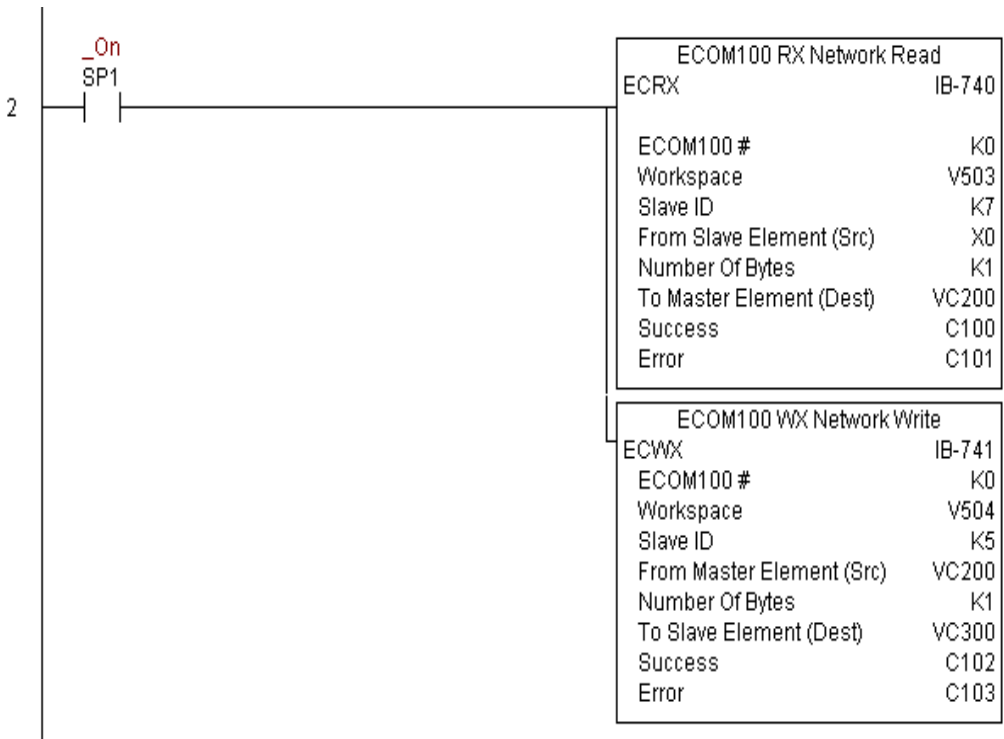 _On
SP1
2
ECOM100 RX Network Read
ECRX IB-740
ECOM100 # K0
Workspace V503
Slave ID K7
From Slave Element (Src) X0
Number Of Bytes K1
To Master Element (Dest) VC200
Success C100
Error C101
ECOM100 WX Network Write
ECWX IB-741
ECOM100 # K0
Workspace V504
Slave ID K5
From Master Element (Src) VC200
Number Of Bytes K1
To Slave Element (Dest) VC300
Success C102
Error C103